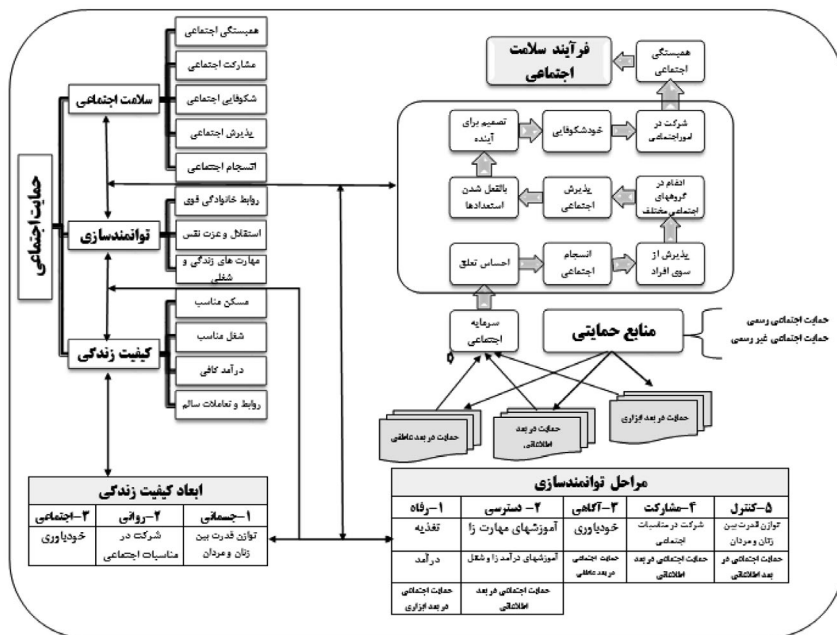 حمایت اجتماعی
سلامت اجتماعی
همبستگی اجتماعی
مشارکت اجتماعی
شکوفایی اجتماعی
پذیرش اجتماعی
انسجام اجتماعی
توانمندسازی
روابط خانوادگی قوی
استقلال و عزت نفس
مهارت های زندگی و
شغلی
کیفیت زندگی
مسکن مناسب
شغل مناسب
درآمد کافی
روابط و تعاملات سالم
فرآیند سلامت
اجتماعی
همبستگی
اجتماعی
تصمیم برای
آینده
خودشکوفایی
شرکت در
امور اجتماعی
بالفعل شدن
استعدادها
پذیرش
اجتماعی
ادغام در
گروههای
اجتماعی مختلف
احساس تعلق
انسجام
اجتماعی
پذیرش از
سوی افراد
سرمایه
اجتماعی
منابع حمایتی
حمایت اجتماعی رسمی
حمایت اجتماعی غیر رسمی
حمایت در بعد عاطفی
حمایت در بعد
اطلاعاتی.
حمایت در بعد ابزاری
ابعاد کیفیت زندگی
۱-جسمانی ۲-روانی ۳-اجتماعی
توازن قدرت بین
زنان و مردان
شرکت در
مناسبات اجتماعی
خودیاوری
مراحل توانمندسازی
۱-رفاه ۲-دسترسی ۳-آگاهی ۴-مشارکت ۵-کنترل
تغذیه
آموزشهای مهارت زا
خودیاوری
شرکت در مناسبات
اجتماعی
توازن قدرت بین
زنان و مردان
درآمد
آموزشهای درآمد زا و شغل
حمایت اجتماعی
در بعد عاطفی
حمایت اجتماعی در بعد
اطلاعاتی
حمایت اجتماعی در
بعد اطلاعاتی
حمایت اجتماعی
در بعد ابزاری
حمایت اجتماعی در بعد
اطلاعاتی